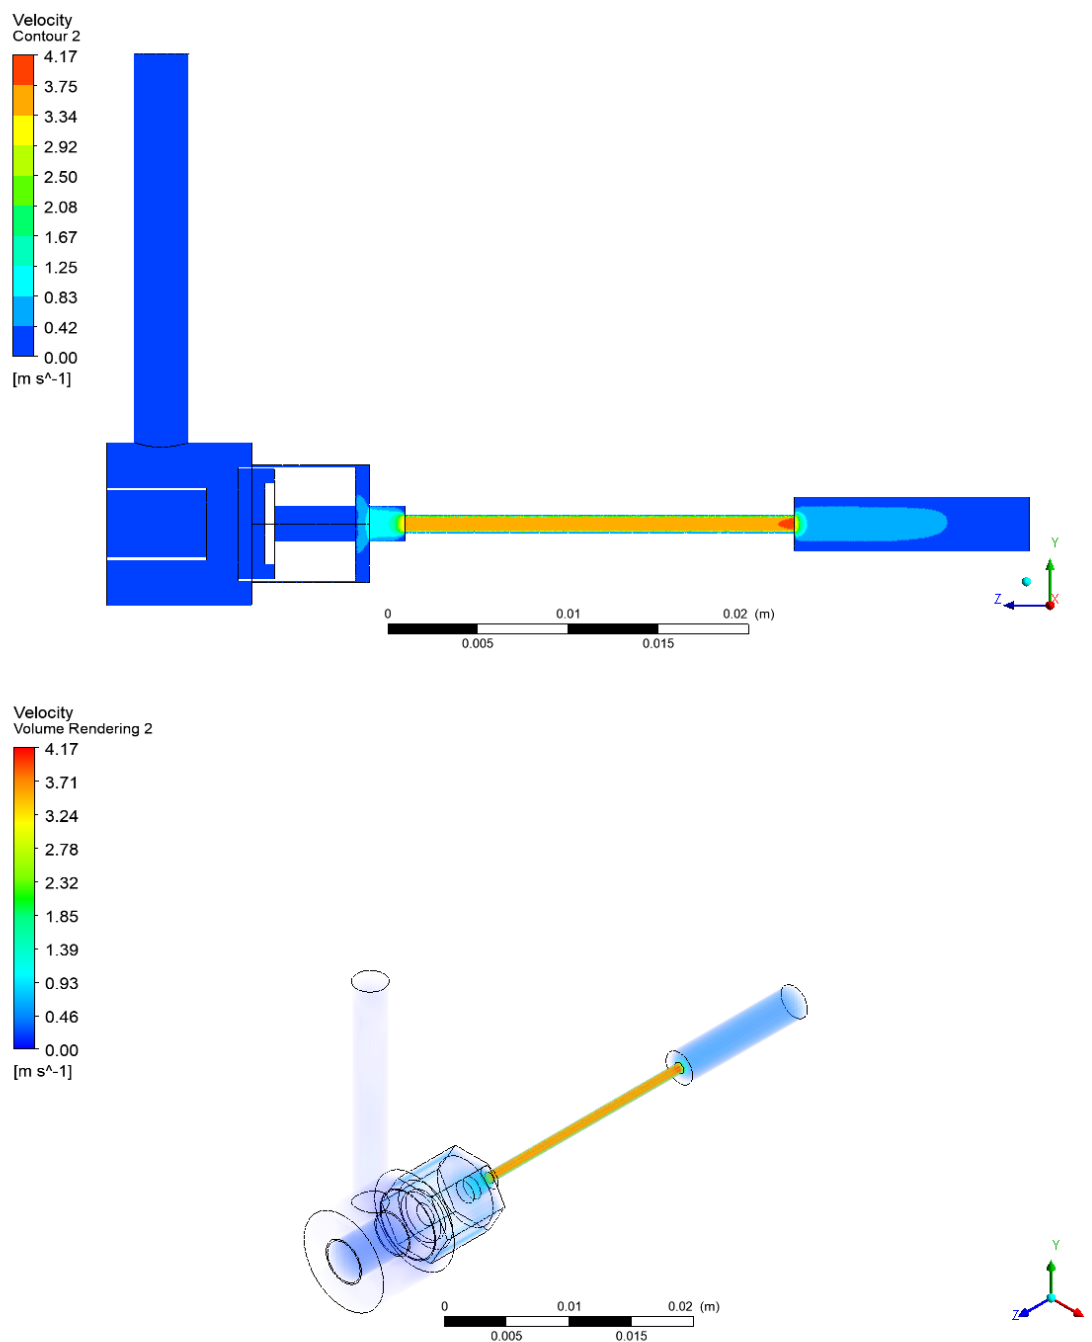 Velocity
Contour 2
4.17
3.75
3.34
2.92
2.50
2.08
1.67
1.25
0.83
0.42
0.00
[m s^-1]
Y
Z
X
0 0.01 0.02 (m)
0.005 0.015
Velocity
Volume Rendering 2
4.17
3.71
3.24
2.78
2.32
1.85
1.39
0.93
0.46
0.00
[m s^-1]
Y
Z
0 0.01 0.02 (m)
0.005 0.015